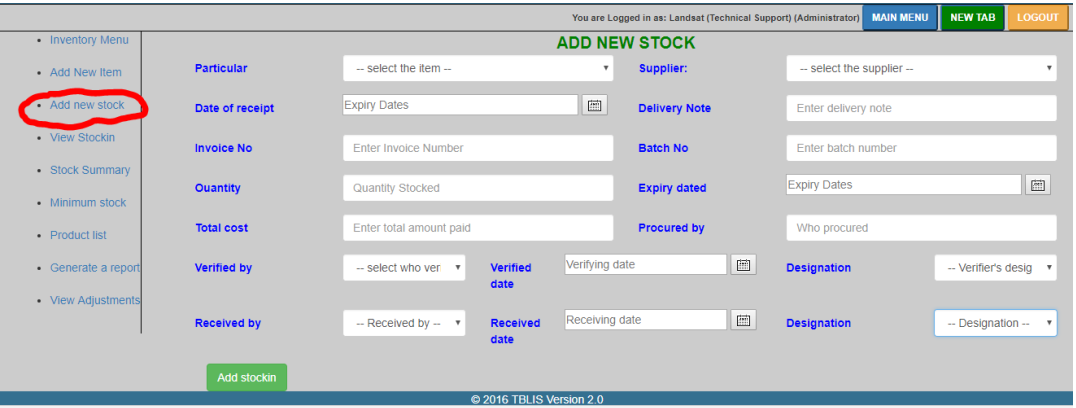 You are Logged in as: Landsat (Technical Support) (Administrator) MAIN MENU NEW TAB LOGOUT
Inventory Menu
Add New Item
Add new stock
View Stockin
Stock Summary
Minimum stock
Product list
Generate a report
View Adjustments
ADD NEW STOCK
Particular -- select the item -- Supplier: -- select the supplier --
Date of receipt Expiry Dates Delivery Note Enter delivery note
Invoice No Enter Invoice Number Batch No Enter batch number
Quantity Quantity Stocked Expiry dated Expiry Dates
Total cost Enter total amount paid Procured by Who procured
Verified by -- select who ver Verified date Verifying date Designation -- Verifier's desig
Received by -- Received by -- Received date Receiving date Designation -- Designation --
Add stockin
© 2016 TBLIS Version 2.0